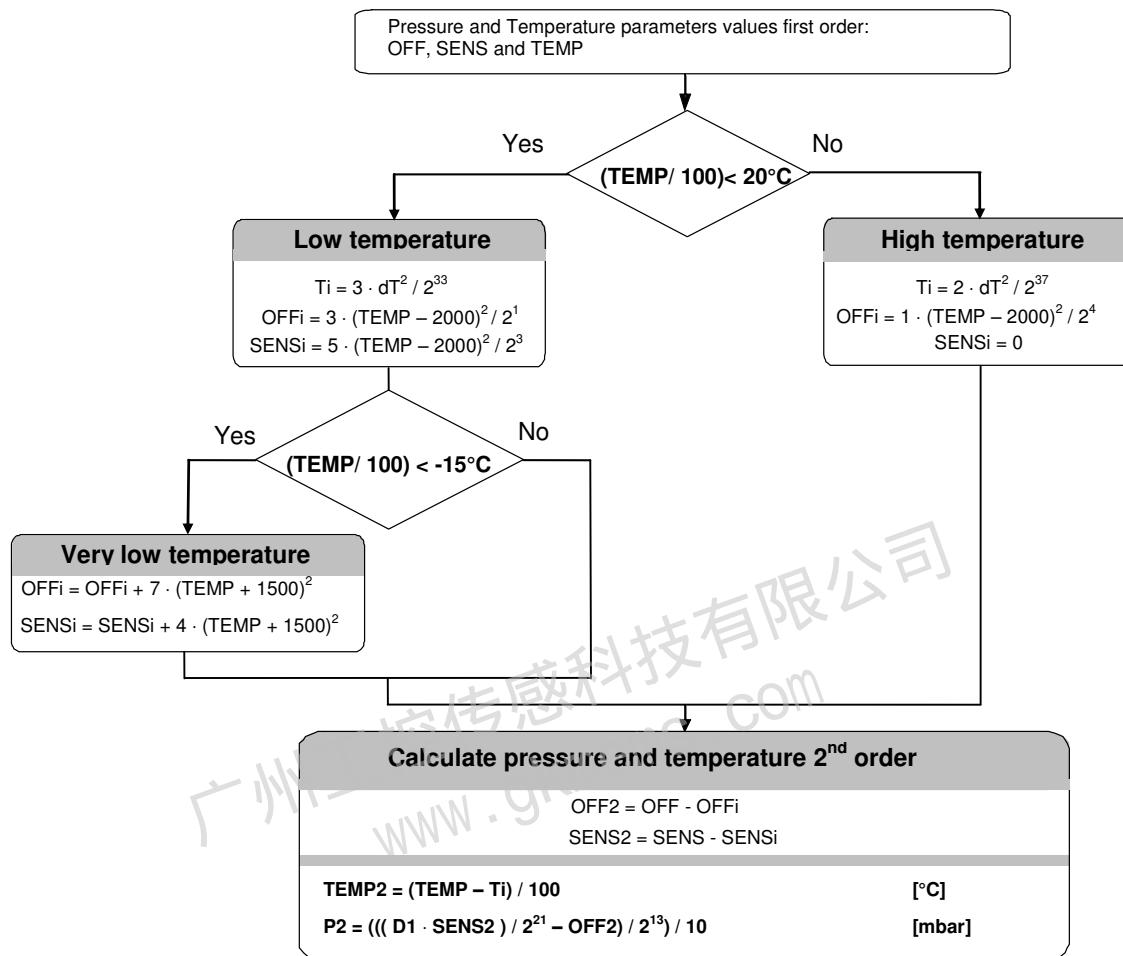 Pressure and Temperature parameters values first order:
OFF, SENS and TEMP
Yes
No
(TEMP/ 100)< 20°C
Low temperature
Ti = 3 · dT² / 2³³
OFFi = 3 · (TEMP – 2000)² / 2¹
SENSi = 5 · (TEMP – 2000)² / 2³
High temperature
Ti = 2 · dT² / 2³⁷
OFFi = 1 · (TEMP – 2000)² / 2⁴
SENSi = 0
Yes
No
(TEMP/ 100) < -15°C
Very low temperature
OFFi = OFFi + 7 · (TEMP + 1500)²
SENSi = SENSi + 4 · (TEMP + 1500)²
Calculate pressure and temperature 2ⁿᵈ order
OFF2 = OFF - OFFi
SENS2 = SENS - SENSi
TEMP2 = (TEMP – Ti) / 100 [°C]
P2 = ((( D1 · SENS2 ) / 2²¹ – OFF2) / 2¹³) / 10 [mbar]
广州 传感科技有限公司
www. com